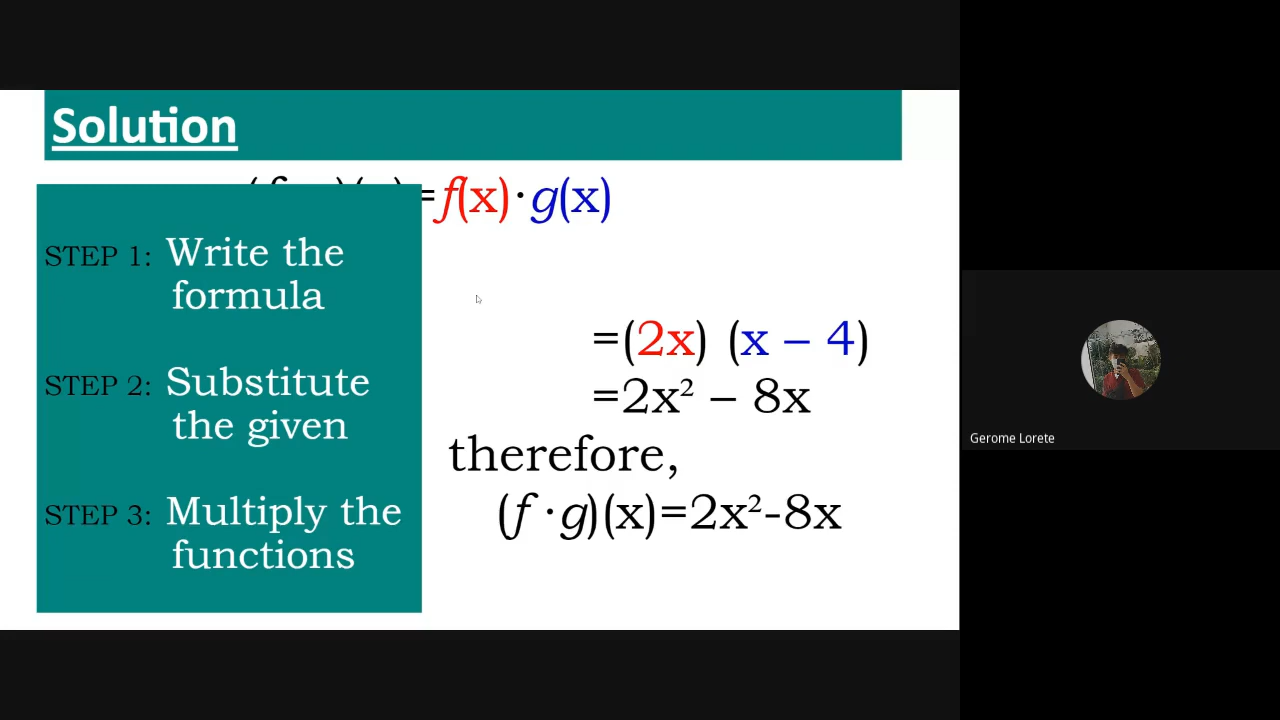 Solution
=f(x)·g(x)
STEP 1: Write the
formula
STEP 2: Substitute
the given
STEP 3: Multiply the
functions
=(2x) (x – 4)
=2x² – 8x
therefore,
(f ·g)(x)=2x²-8x
Gerome Lorete